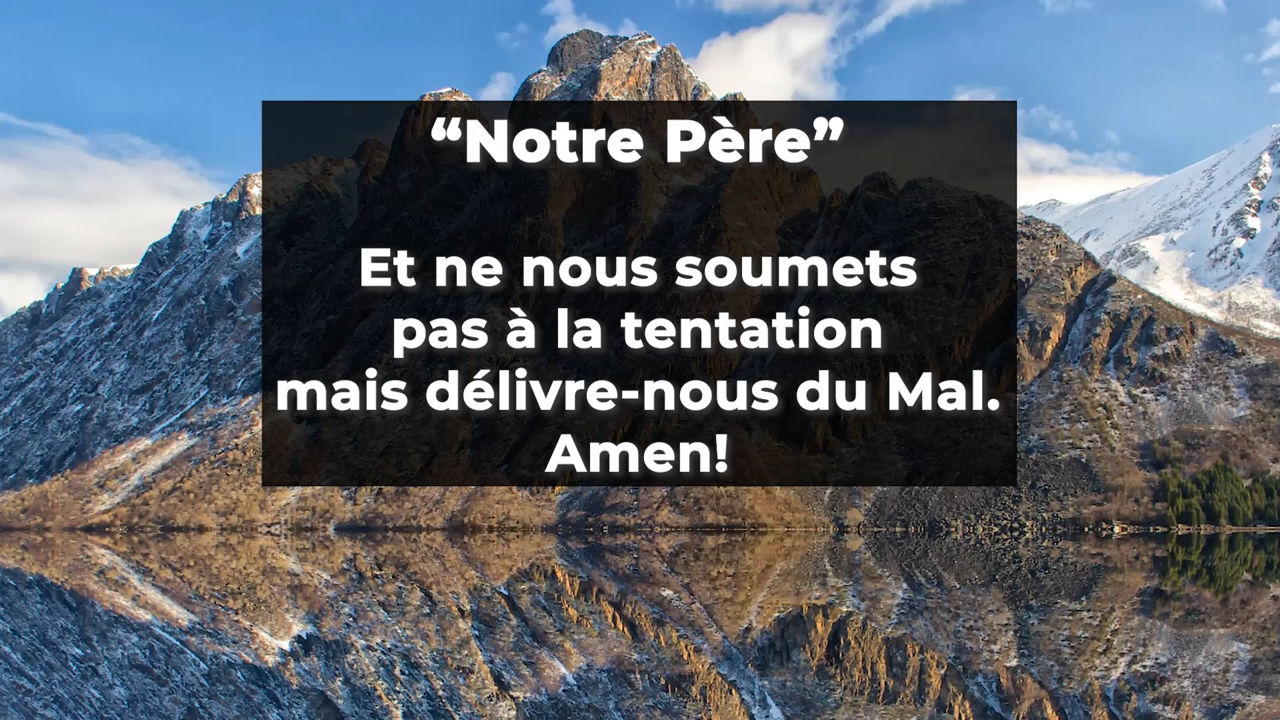 “Notre Père”
Et ne nous soumets
pas à la tentation
mais délivre-nous du Mal.
Amen!